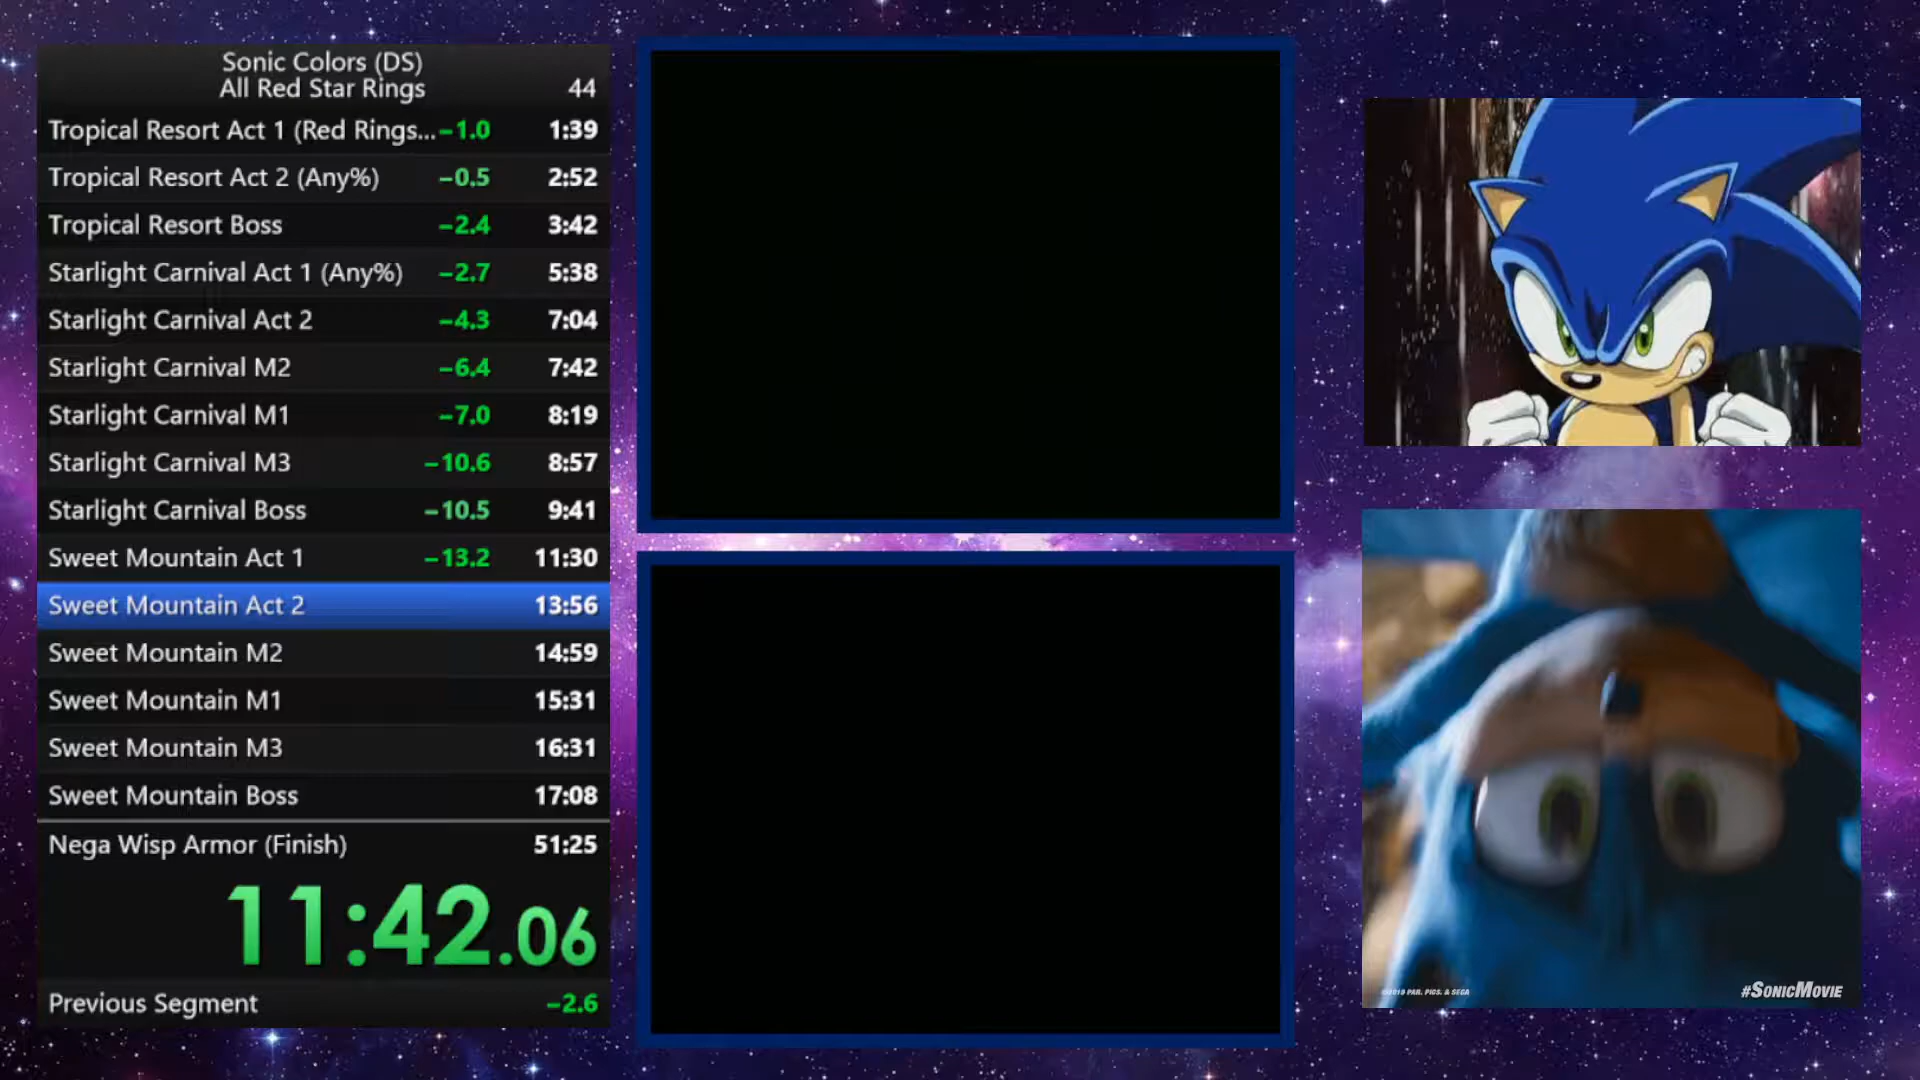 Sonic Colors (DS)
All Red Star Rings 44
Tropical Resort Act 1 (Red Rings... −1.0 1:39
Tropical Resort Act 2 (Any%) −0.5 2:52
Tropical Resort Boss −2.4 3:42
Starlight Carnival Act 1 (Any%) −2.7 5:38
Starlight Carnival Act 2 −4.3 7:04
Starlight Carnival M2 −6.4 7:42
Starlight Carnival M1 −7.0 8:19
Starlight Carnival M3 −10.6 8:57
Starlight Carnival Boss −10.5 9:41
Sweet Mountain Act 1 −13.2 11:30
Sweet Mountain Act 2 13:56
Sweet Mountain M2 14:59
Sweet Mountain M1 15:31
Sweet Mountain M3 16:31
Sweet Mountain Boss 17:08
Nega Wisp Armor (Finish) 51:25
11:42.06
Previous Segment −2.6
©2019 PAR. PICS. & SEGA
#SONICMOVIE